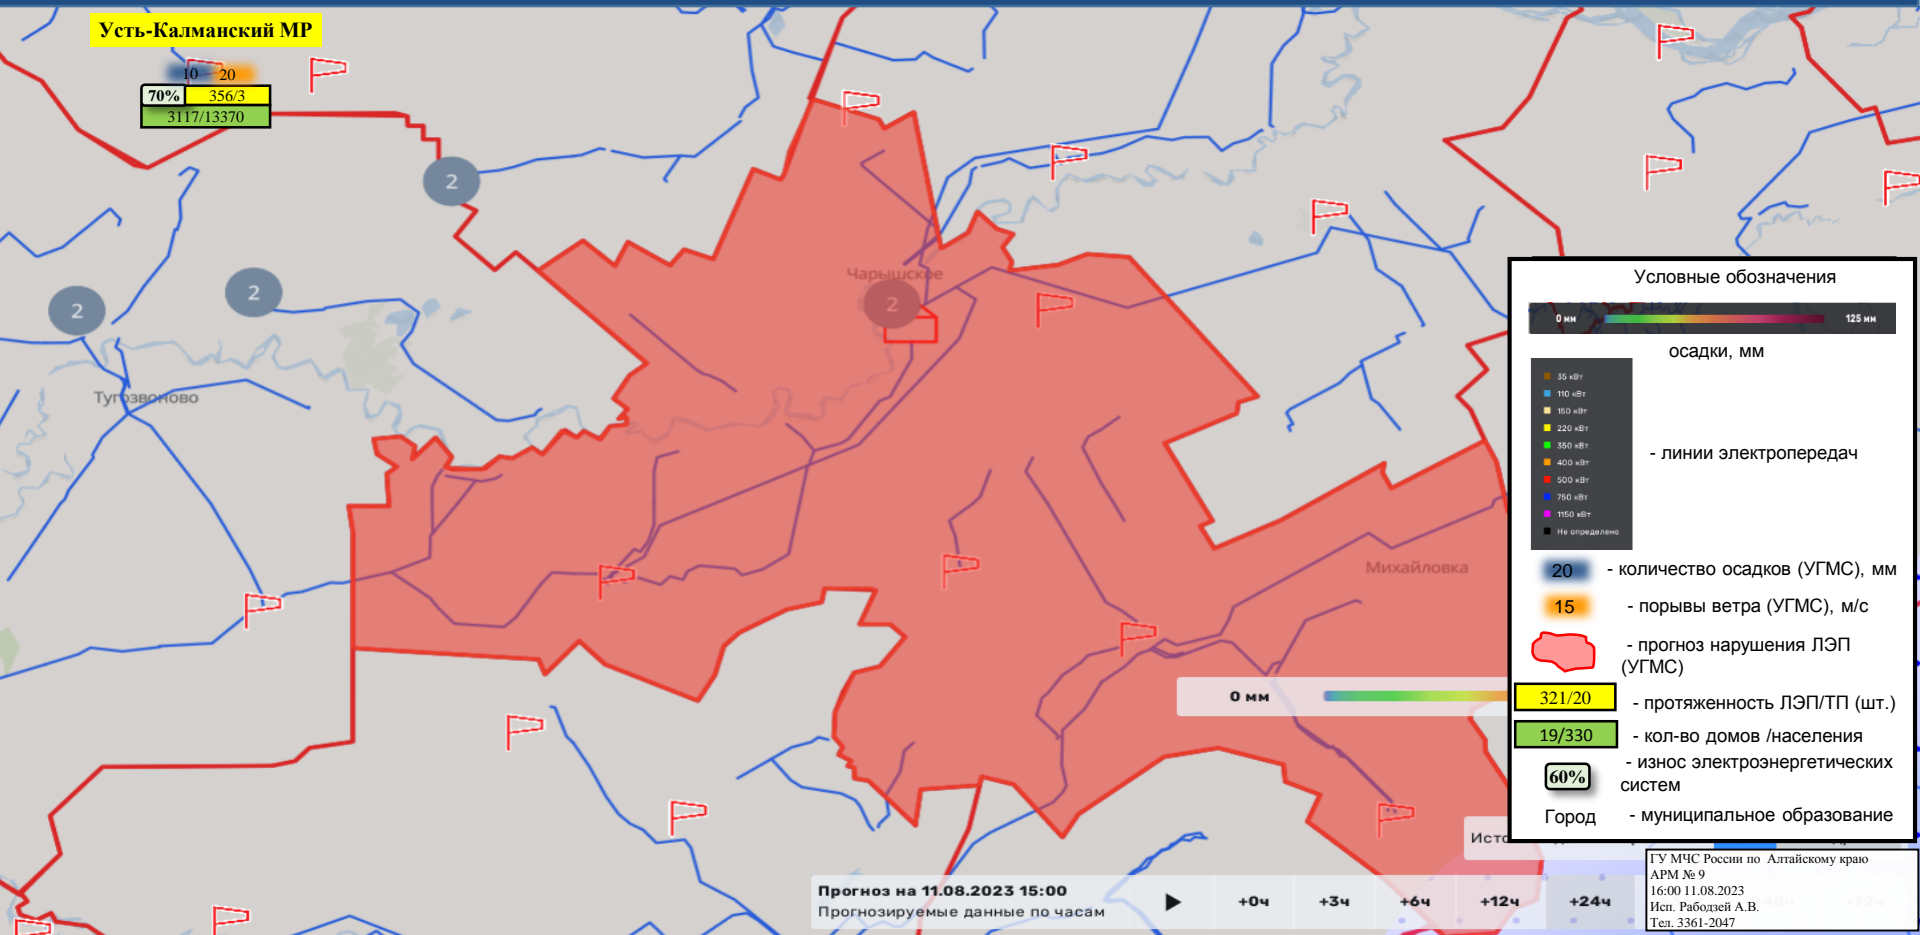 Усть-Калманский МР
10 20
70% 356/3
3117/13370
2
2
2
2
Чарышское
Тугозвоново
Михайловка
0 мм
Условные обозначения
0 мм 125 мм
осадки, мм
35 кВт
110 кВт
150 кВт
220 кВт
350 кВт
400 кВт
500 кВт
750 кВт
1150 кВт
Не определено
- линии электропередач
20 - количество осадков (УГМС), мм
15 - порывы ветра (УГМС), м/с
- прогноз нарушения ЛЭП
(УГМС)
321/20 - протяженность ЛЭП/ТП (шт.)
19/330 - кол-во домов /населения
60% - износ электроэнергетических
систем
Город - муниципальное образование
Прогноз на 11.08.2023 15:00
Прогнозируемые данные по часам
+0ч +3ч +6ч +12ч +24ч
ГУ МЧС России по Алтайскому краю
АРМ № 9
16:00 11.08.2023
Исп. Рабодзей А.В.
Тел. 3361-2047